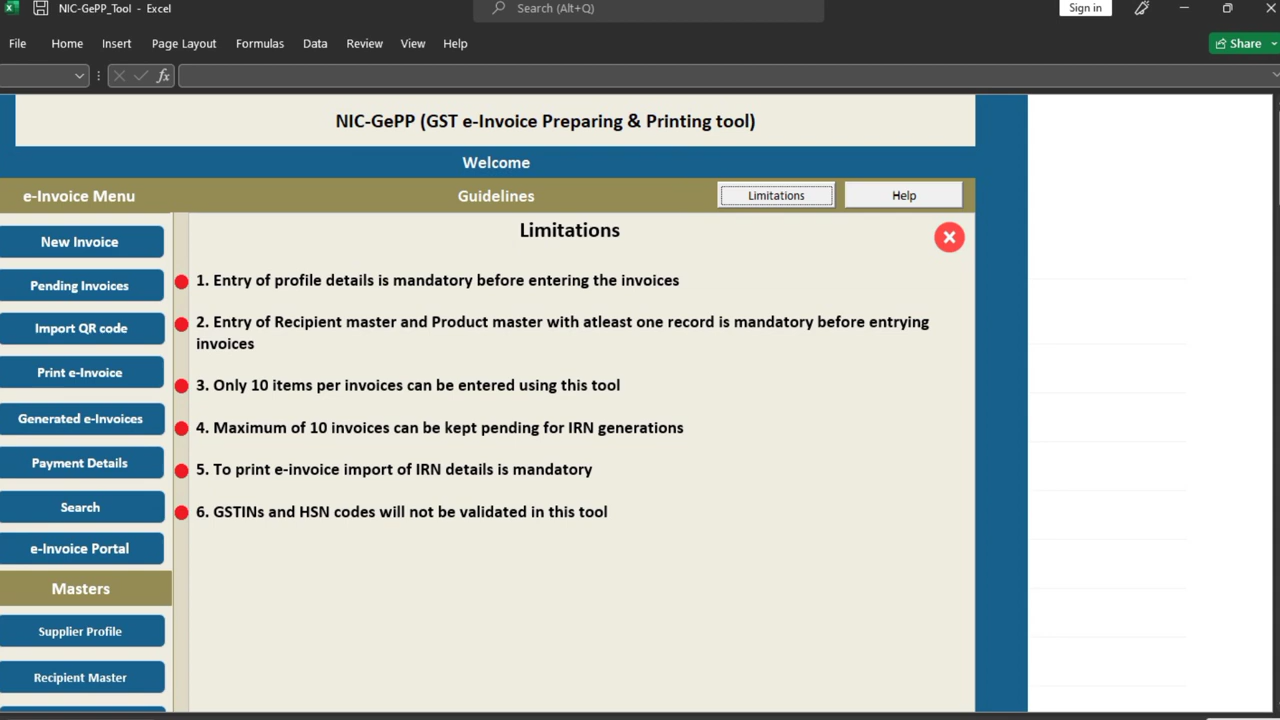 NIC-GePP_Tool - Excel
Search (Alt+Q)
Sign in
File Home Insert Page Layout Formulas Data Review View Help
Share
fx
NIC-GePP (GST e-Invoice Preparing & Printing tool)
Welcome
e-Invoice Menu
Guidelines
Limitations
Help
Limitations
New Invoice
Pending Invoices
Import QR code
Print e-Invoice
Generated e-Invoices
Payment Details
Search
e-Invoice Portal
Masters
Supplier Profile
Recipient Master
1. Entry of profile details is mandatory before entering the invoices
2. Entry of Recipient master and Product master with atleast one record is mandatory before entrying
invoices
3. Only 10 items per invoices can be entered using this tool
4. Maximum of 10 invoices can be kept pending for IRN generations
5. To print e-invoice import of IRN details is mandatory
6. GSTINs and HSN codes will not be validated in this tool